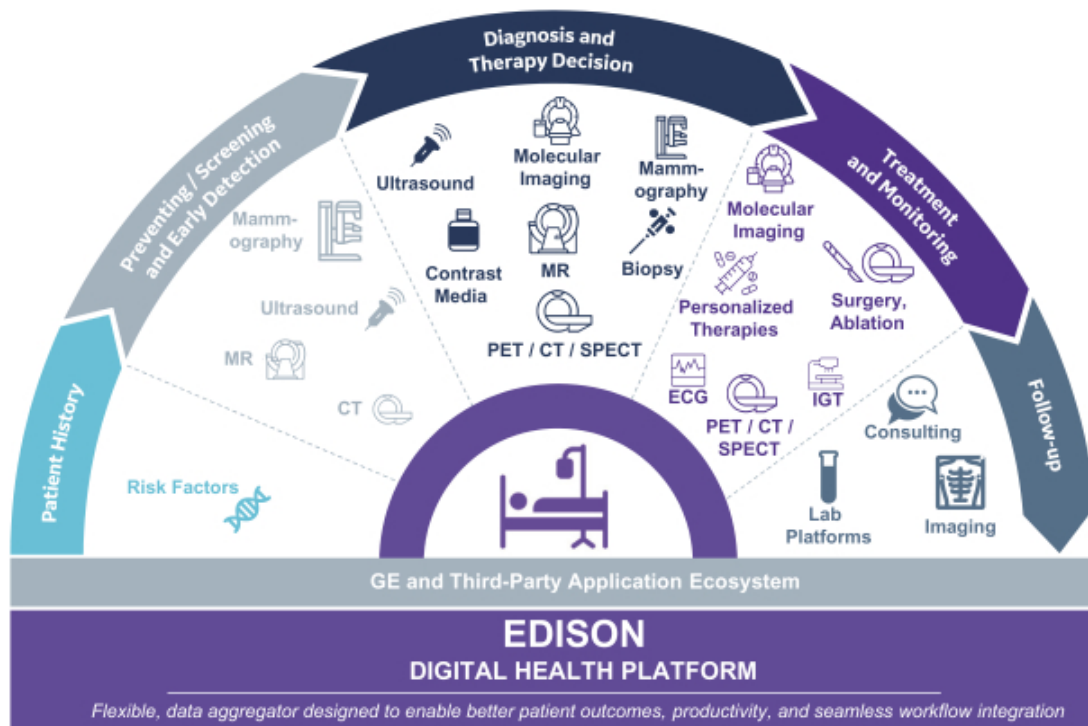 Patient History
Preventing / Screening
and Early Detection
Diagnosis and
Therapy Decision
Treatment
and Monitoring
Follow-up
Risk Factors
Mamm-
ography
Ultrasound
MR
CT
Ultrasound
Molecular
Imaging
Mamm-
ography
Contrast
Media
MR
Biopsy
PET / CT / SPECT
Molecular
Imaging
Personalized
Therapies
Surgery,
Ablation
ECG
PET / CT /
SPECT
IGT
Consulting
Lab
Platforms
Imaging
GE and Third-Party Application Ecosystem
EDISON
DIGITAL HEALTH PLATFORM
Flexible, data aggregator designed to enable better patient outcomes, productivity, and seamless workflow integration